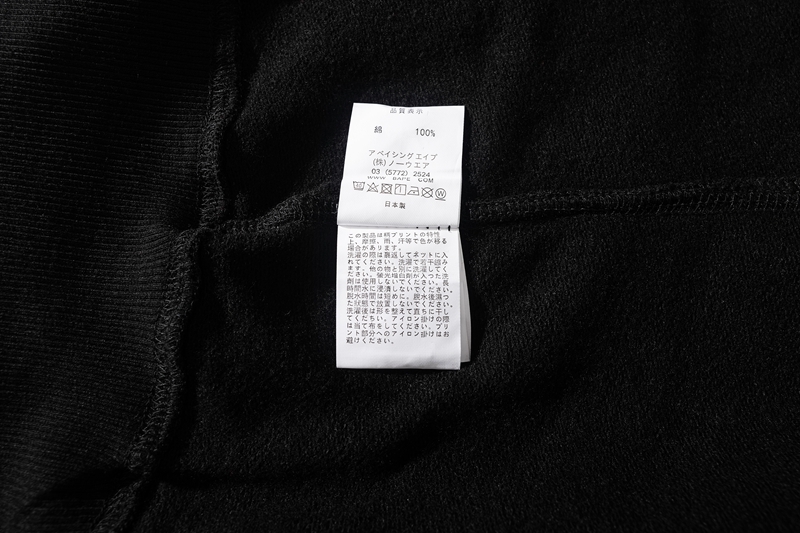 品質表示
綿 100%
アベイシングエイプ
(株)ノーウエア
03 (5772) 2524
WWW BAPE COM
日本製
この製品は柄プリントの特性
上、摩擦、雨、汗等で色が移る
場合があります。
洗濯の際は裏返してネットに入
れてください。洗濯で若干縮み
ます。他の物と別に洗濯してく
ださい。蛍光増白剤が入った洗
剤は使用しないでください。長
時間水に浸漬しないでください。
脱水時間は短めに。脱水後濡っ
た状態で放置しないでください。
洗濯後は形を整えて直ちに干し
てください。アイロン掛けの際
は当て布をしてください。プリ
ント部分へのアイロン掛けはお
避けください。